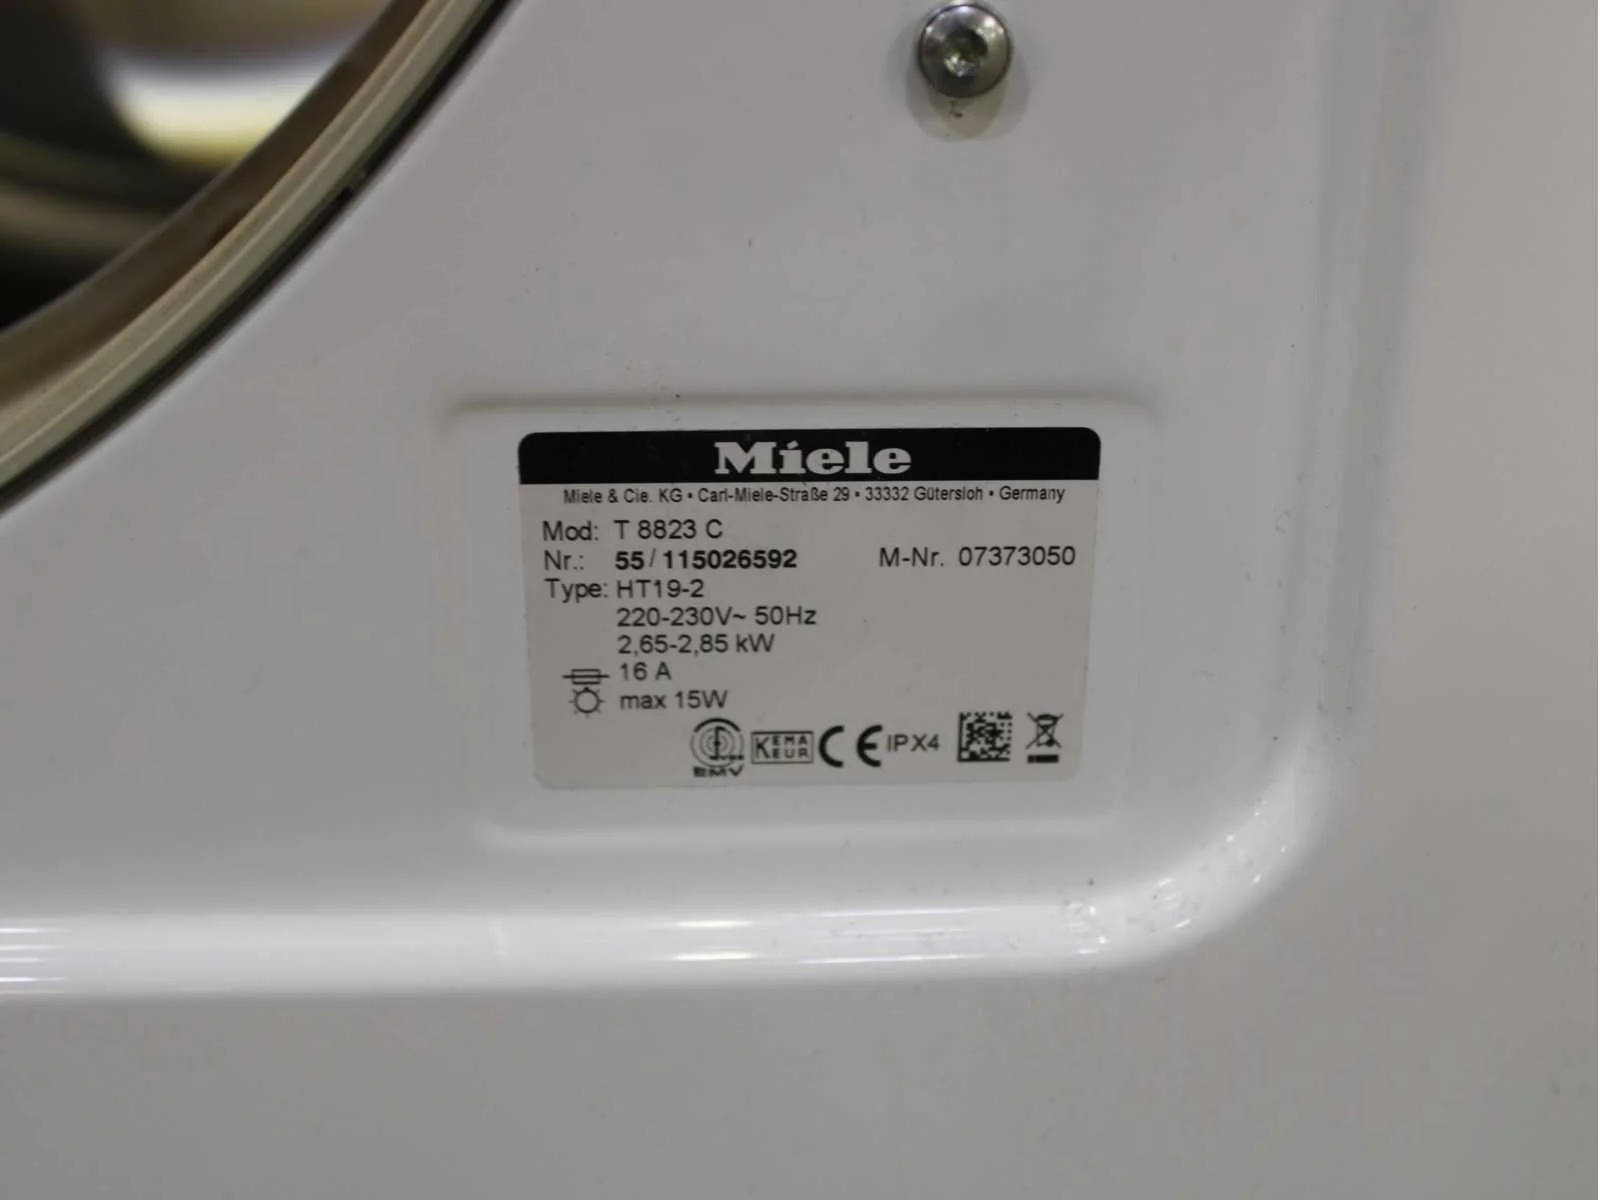 Miele
Miele & Cie. KG • Carl-Miele-Straße 29 • 33332 Gütersloh • Germany
Mod: T 8823 C
Nr.: 55/115026592 M-Nr. 07373050
Type: HT19-2
220-230V~ 50Hz
2,65-2,85 kW
16 A
max 15W
EMV KEMA KEUR CE IPX4